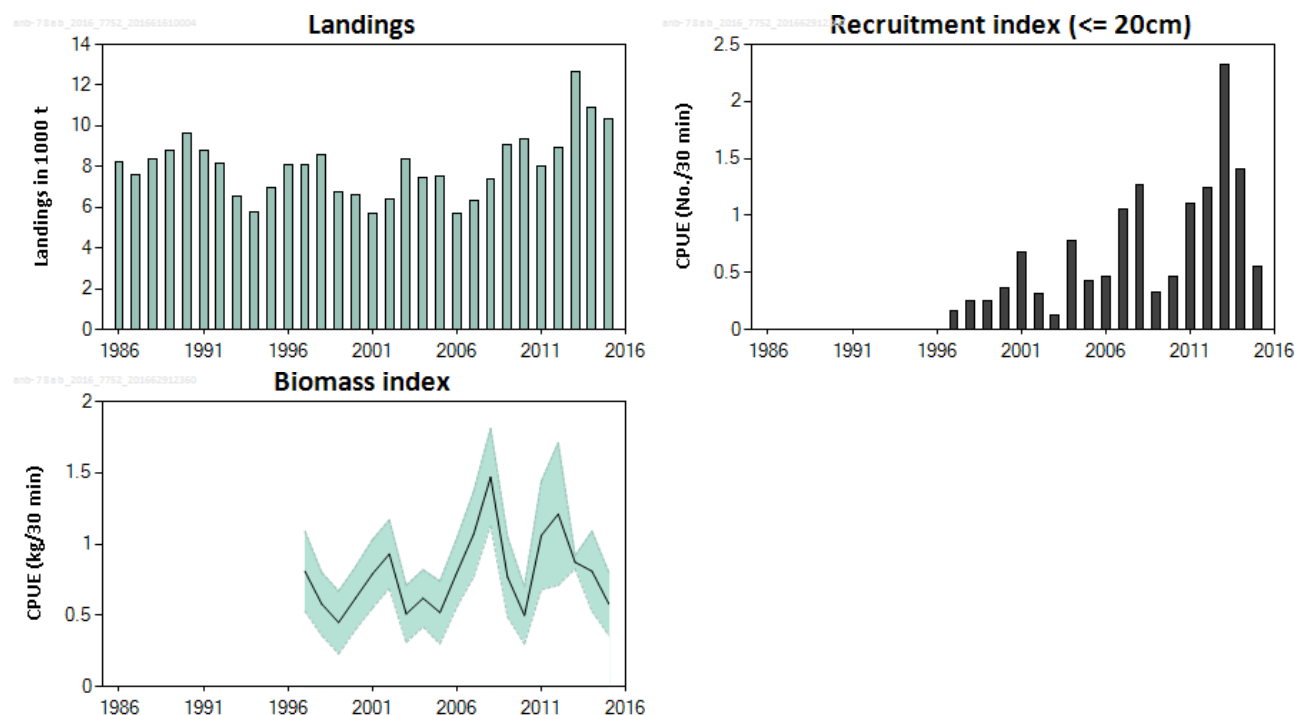 Landings
Landings in 1000 t
14
12
10
8
6
4
2
0
1986 1991 1996 2001 2006 2011 2016
Recruitment index (<= 20cm)
CPUE (No./30 min)
2.5
2
1.5
1
0.5
0
1986 1991 1996 2001 2006 2011 2016
Biomass index
CPUE (kg/30 min)
2
1.5
1
0.5
0
1986 1991 1996 2001 2006 2011 2016